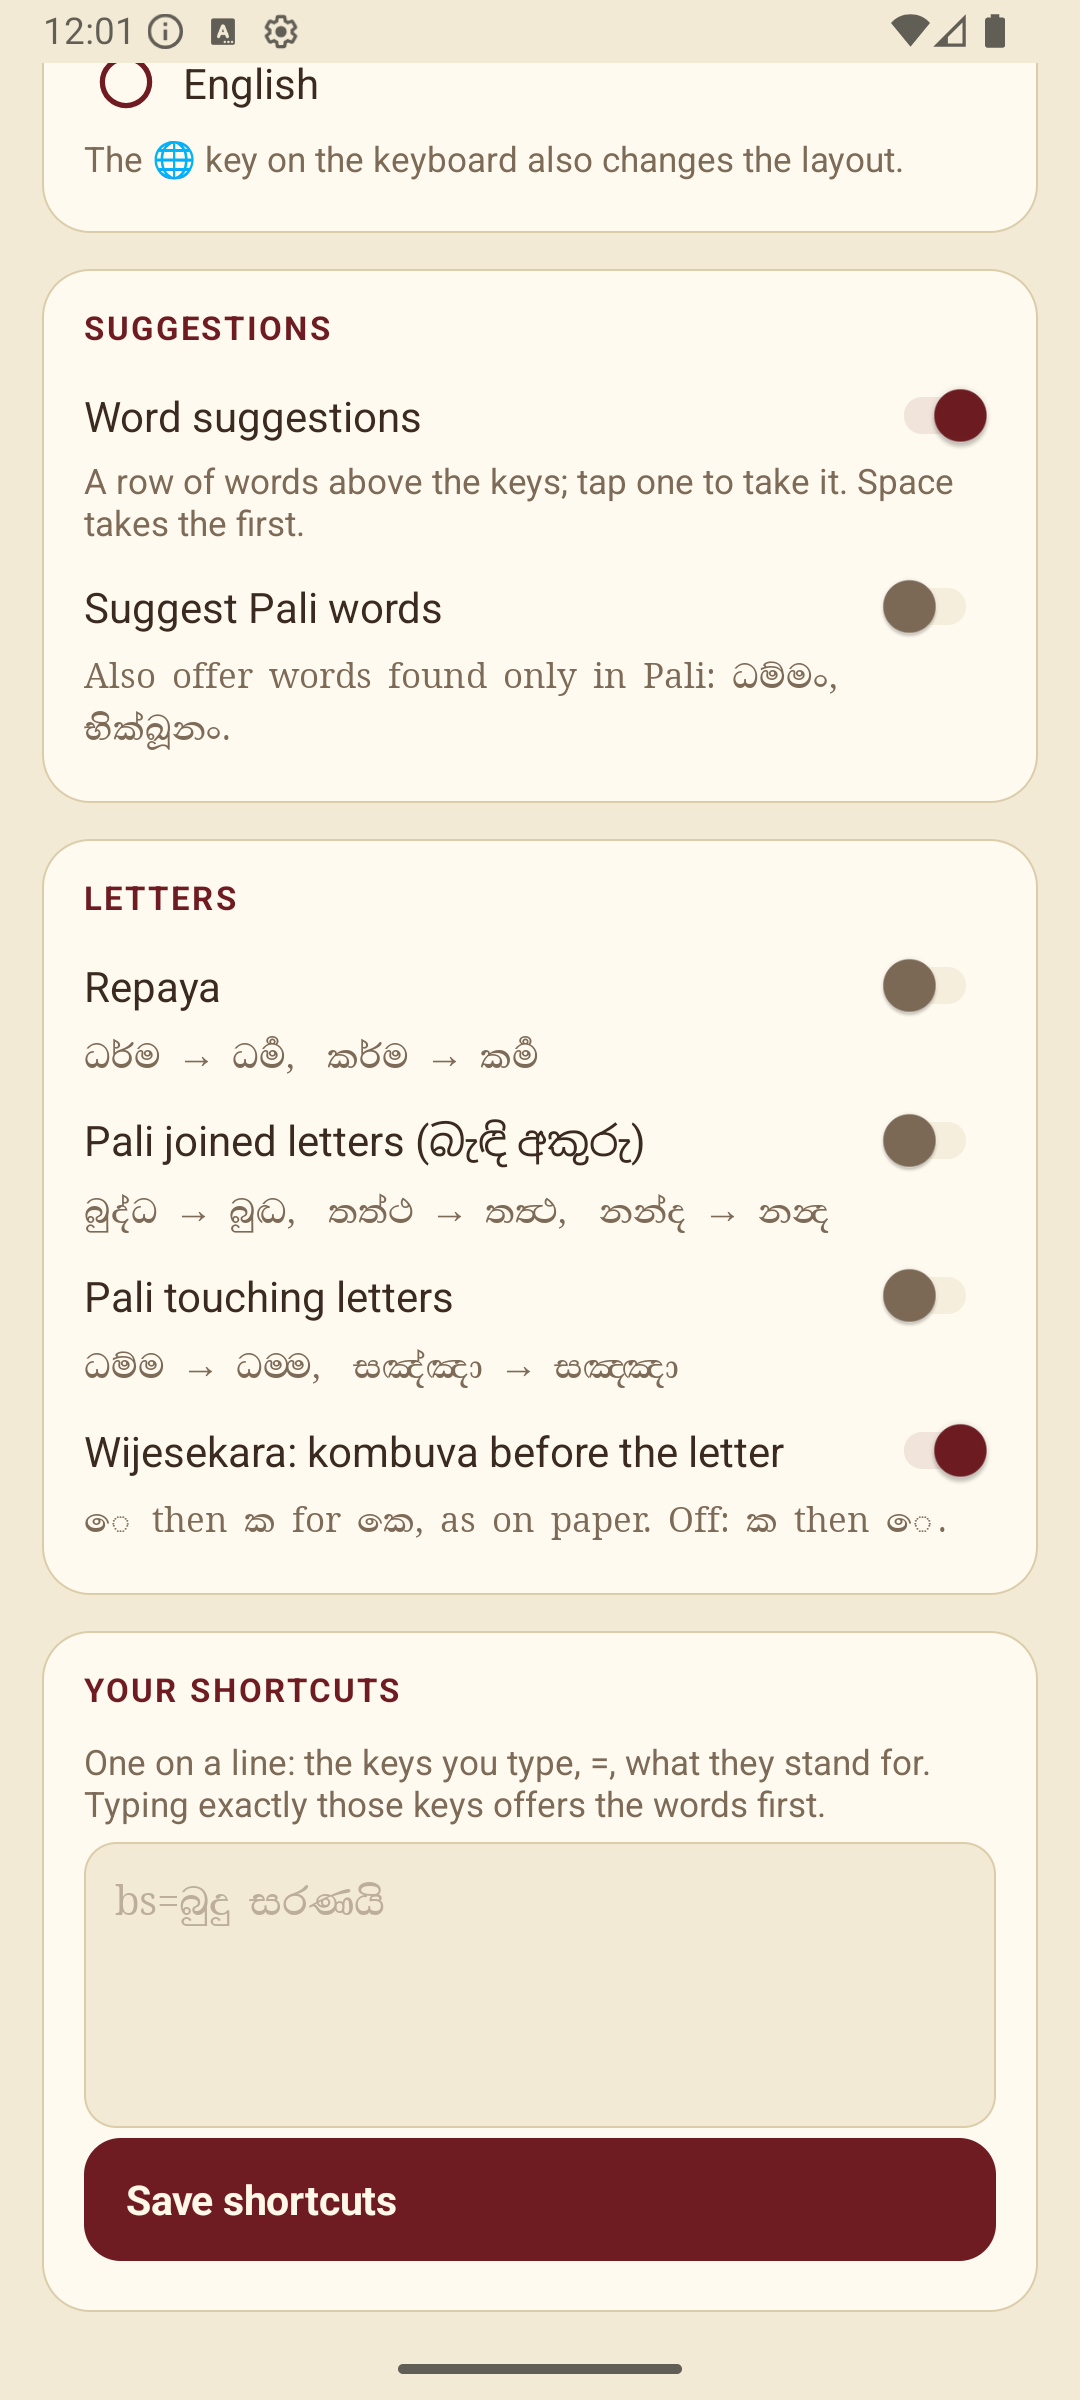 12:01
English
The 🌐 key on the keyboard also changes the layout.
SUGGESTIONS
Word suggestions
A row of words above the keys; tap one to take it. Space
takes the first.
Suggest Pali words
Also offer words found only in Pali: ධම්මං,
භික්ඛූනං.
LETTERS
Repaya
ධර්ම → ධර්‍ම, කර්ම → කර්‍ම
Pali joined letters (බැඳි අකුරු)
බුද්ධ → බුද්‍ධ, තත්ථ → තත්‍ථ, නන්ද → නන්‍ද
Pali touching letters
ධම්ම → ධම‍්ම, සඤ්ඤා → සඤ‍්ඤා
Wijesekara: kombuva before the letter
ෙ then ක for කෙ, as on paper. Off: ක then ෙ.
YOUR SHORTCUTS
One on a line: the keys you type, =, what they stand for.
Typing exactly those keys offers the words first.
bs=බුදු සරණයි
Save shortcuts